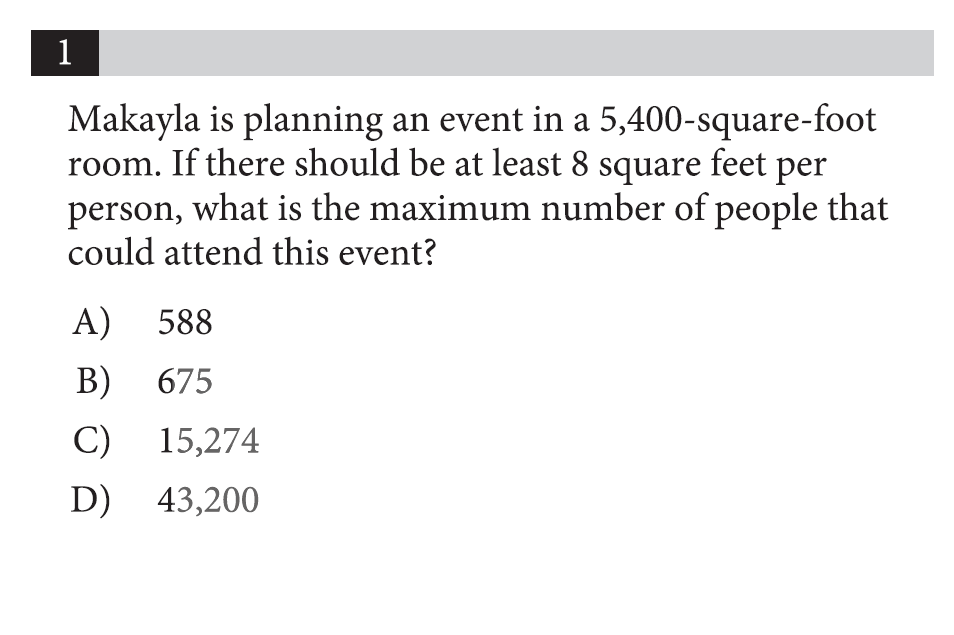 1
Makayla is planning an event in a 5,400-square-foot
room. If there should be at least 8 square feet per
person, what is the maximum number of people that
could attend this event?
A) 588
B) 675
C) 15,274
D) 43,200